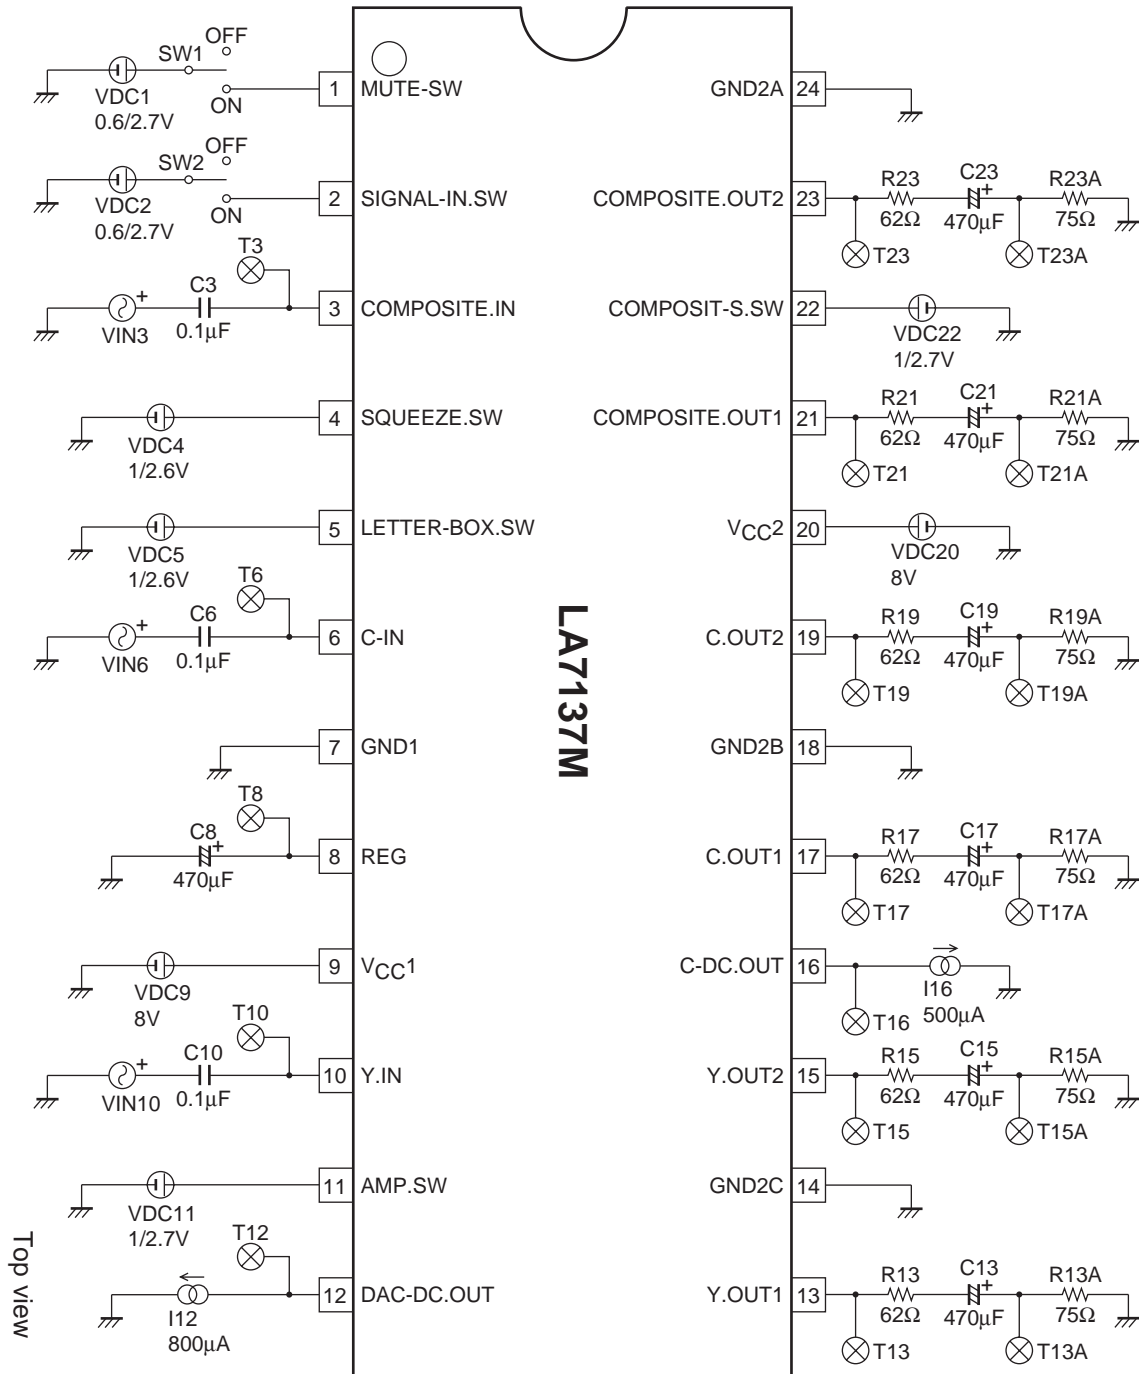 OFF
SW1
ON
VDC1
0.6/2.7V
1
MUTE-SW
OFF
SW2
ON
VDC2
0.6/2.7V
2
SIGNAL-IN.SW
T3
C3
0.1µF
VIN3
+
3
COMPOSITE.IN
VDC4
1/2.6V
4
SQUEEZE.SW
VDC5
1/2.6V
5
LETTER-BOX.SW
T6
C6
0.1µF
VIN6
+
6
C-IN
7
GND1
T8
C8
+
470µF
8
REG
VDC9
8V
9
VCC1
T10
C10
0.1µF
VIN10
+
10
Y.IN
VDC11
1/2.7V
11
AMP.SW
T12
I12
800µA
12
DAC-DC.OUT
Top view
LA7137M
GND2A
24
COMPOSITE.OUT2
23
R23
62Ω
C23
+
470µF
R23A
75Ω
T23
T23A
COMPOSIT-S.SW
22
VDC22
1/2.7V
COMPOSITE.OUT1
21
R21
62Ω
C21
+
470µF
R21A
75Ω
T21
T21A
VCC2
20
VDC20
8V
C.OUT2
19
R19
62Ω
C19
+
470µF
R19A
75Ω
T19
T19A
GND2B
18
C.OUT1
17
R17
62Ω
C17
+
470µF
R17A
75Ω
T17
T17A
C-DC.OUT
16
I16
500µA
T16
Y.OUT2
15
R15
62Ω
C15
+
470µF
R15A
75Ω
T15
T15A
GND2C
14
Y.OUT1
13
R13
62Ω
C13
+
470µF
R13A
75Ω
T13
T13A